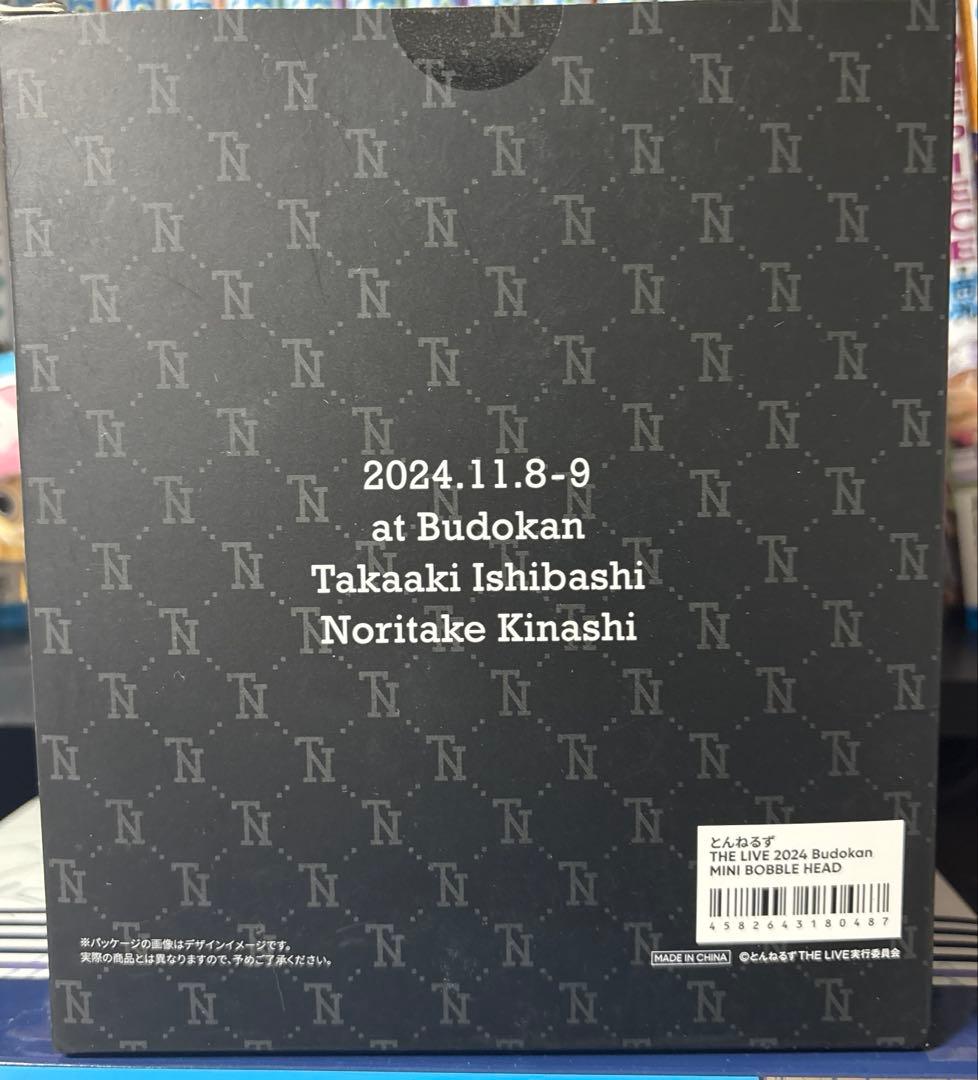 2024.11.8-9
at Budokan
Takaaki Ishibashi
Noritake Kinashi
とんねるず
THE LIVE 2024 Budokan
MINI BOBBLE HEAD
4582643180487
※パッケージの画像はデザインイメージです。
実際の商品とは異なりますので、予めご了承ください。
MADE IN CHINA ©とんねるずTHE LIVE実行委員会